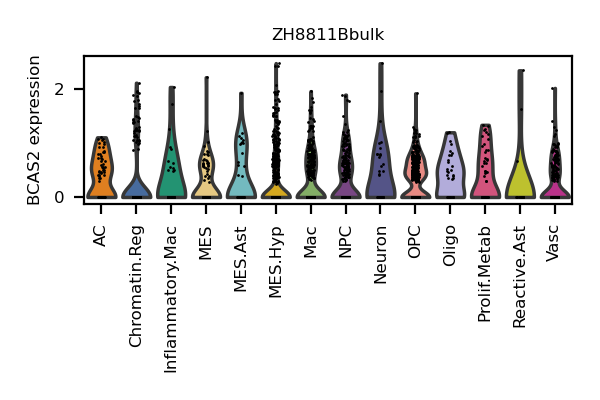 ZH8811Bbulk
BCAS2 expression
2
0
AC
Chromatin.Reg
Inflammatory.Mac
MES
MES.Ast
MES.Hyp
Mac
NPC
Neuron
OPC
Oligo
Prolif.Metab
Reactive.Ast
Vasc